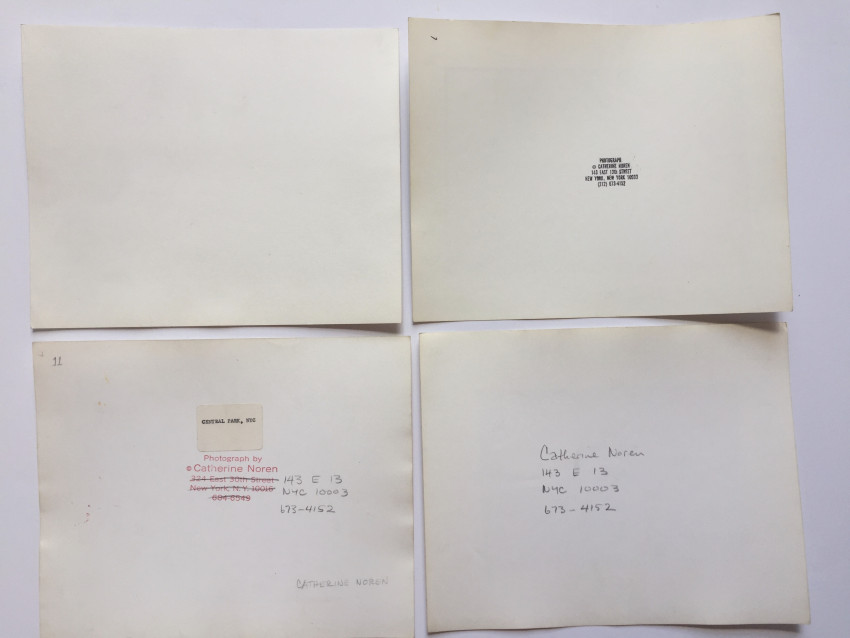 PHOTOGRAPH
© CATHERINE NOREN
143 EAST 13th STREET
NEW YORK, NEW YORK 10003
(212) 673-4152
11
CENTRAL PARK, NYC
Photograph by
© Catherine Noren
324 East 30th Street
New York, N.Y. 10016
684-6549
143 E 13
NYC 10003
673-4152
CATHERINE NOREN
Catherine Noren
143 E 13
NYC 10003
673-4152